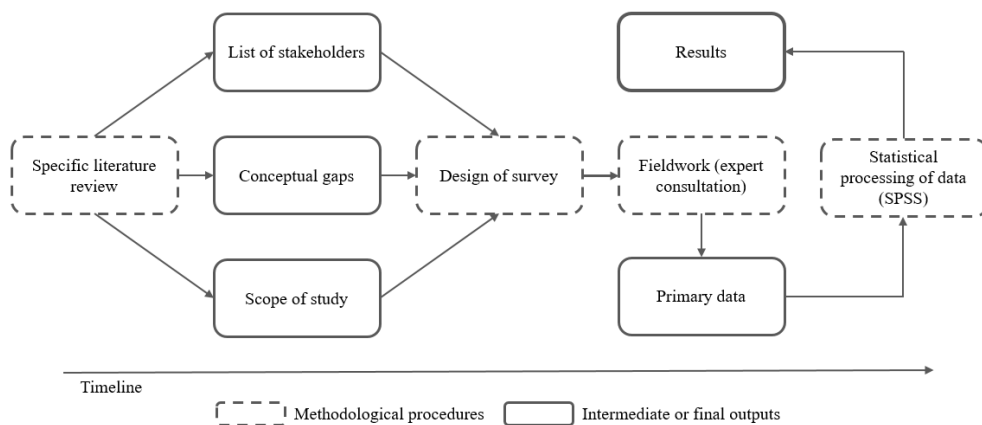 List of stakeholders
Results
Specific literature
review
Conceptual gaps
Design of survey
Fieldwork (expert
consultation)
Statistical
processing of data
(SPSS)
Scope of study
Primary data
Timeline
Methodological procedures
Intermediate or final outputs